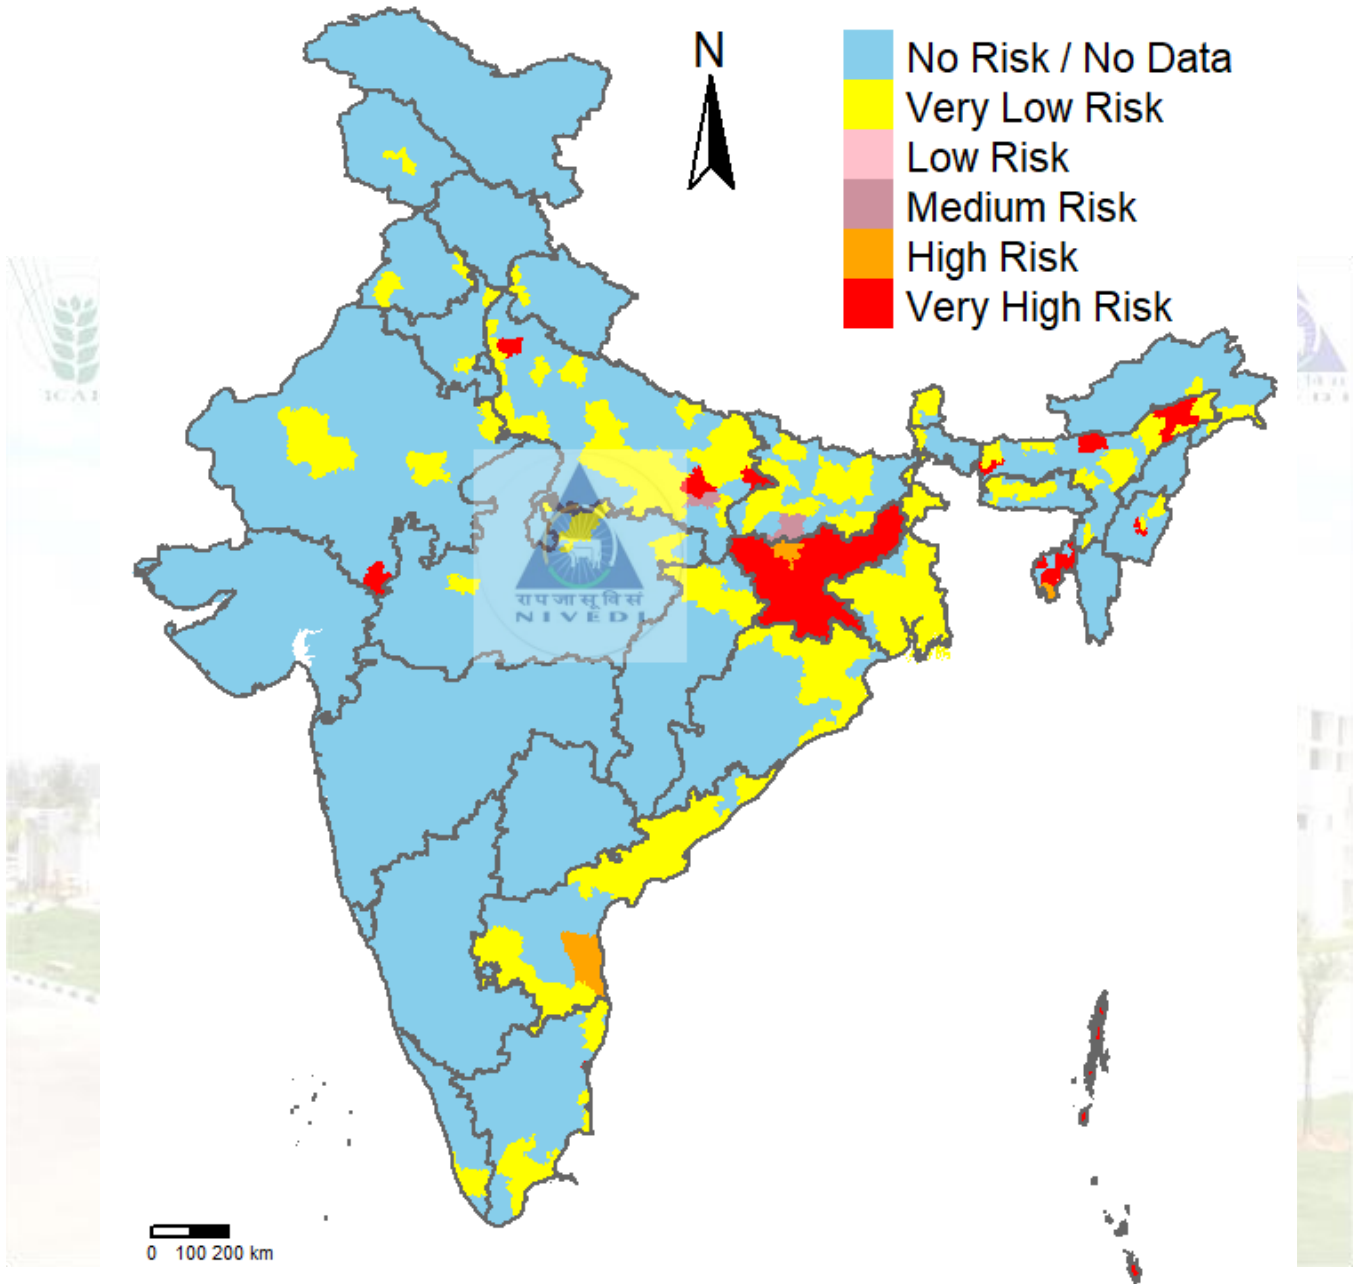 N
No Risk / No Data
Very Low Risk
Low Risk
Medium Risk
High Risk
Very High Risk
ICAR
रा प जा सू वि सं
NIVEDI
0 100 200 km